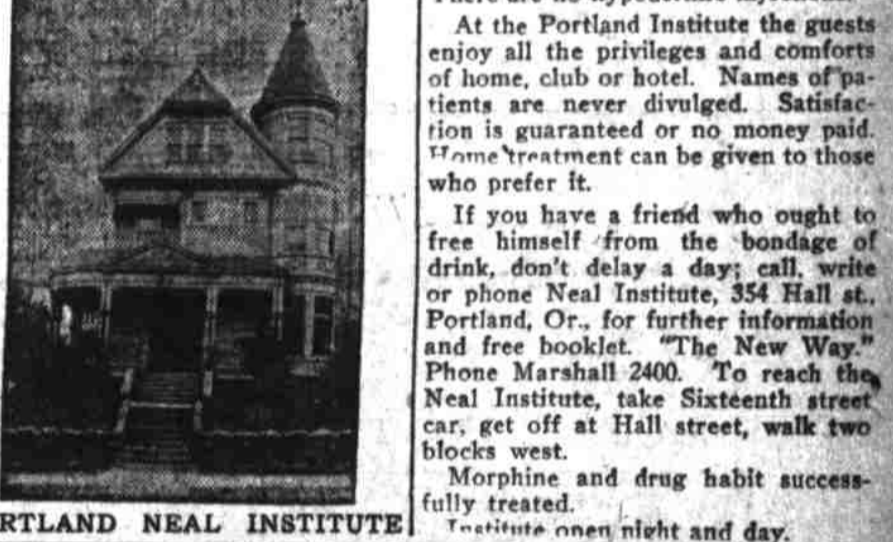 At the Portland Institute the guests
enjoy all the privileges and comforts
of home, club or hotel. Names of pa-
tients are never divulged. Satisfac-
tion is guaranteed or no money paid.
Home treatment can be given to those
who prefer it.
If you have a friend who ought to
free himself from the bondage of
drink, don't delay a day; call, write
or phone Neal Institute, 354 Hall st.,
Portland, Or., for further information
and free booklet. "The New Way."
Phone Marshall 2400. To reach the
Neal Institute, take Sixteenth street
car, get off at Hall street, walk two
blocks west.
Morphine and drug habit success-
fully treated.
Institute open night and day.
RTLAND NEAL INSTITUTE